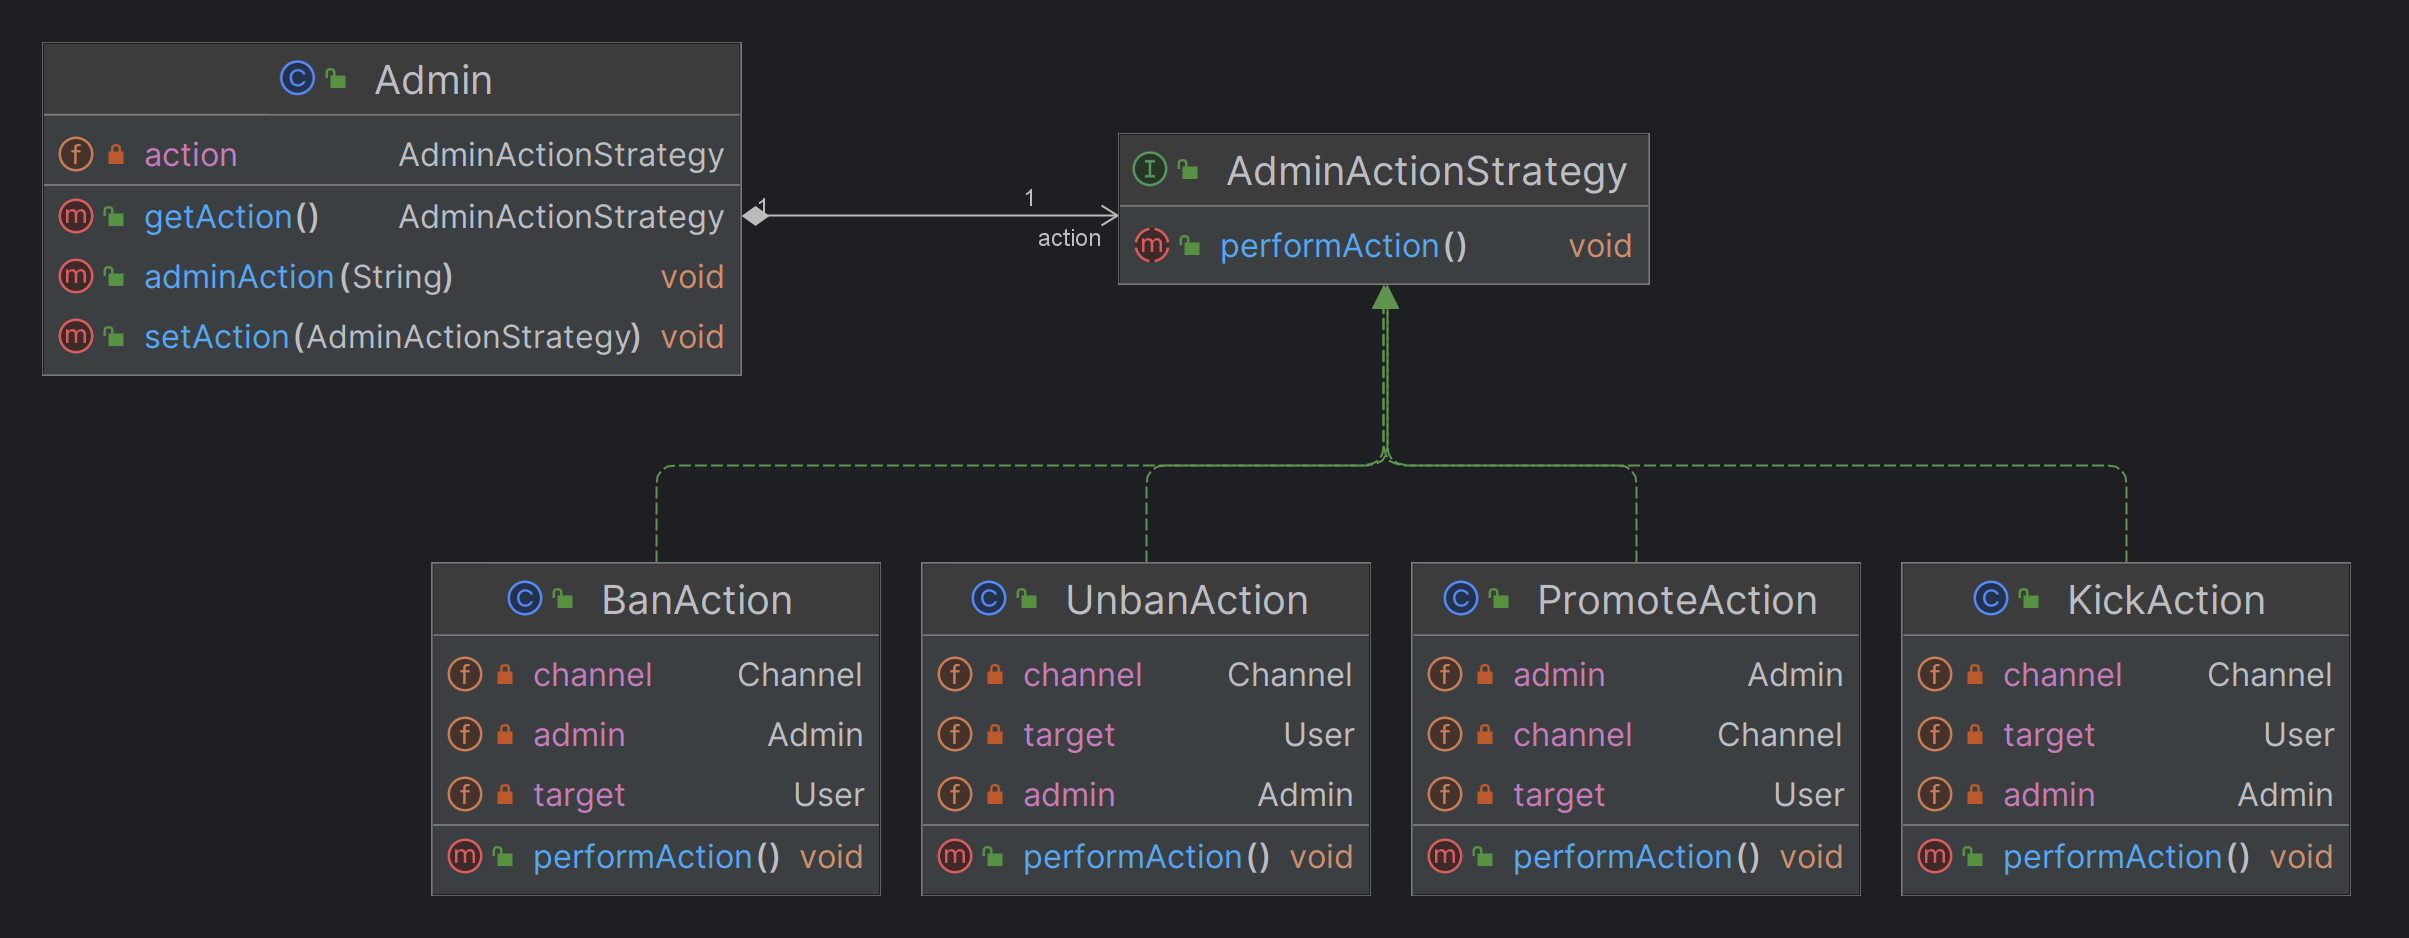 Admin
action AdminActionStrategy
getAction() AdminActionStrategy
adminAction(String) void
setAction(AdminActionStrategy) void
1 1
action
AdminActionStrategy
performAction() void
BanAction
channel Channel
admin Admin
target User
performAction() void
UnbanAction
channel Channel
target User
admin Admin
performAction() void
PromoteAction
admin Admin
channel Channel
target User
performAction() void
KickAction
channel Channel
target User
admin Admin
performAction() void